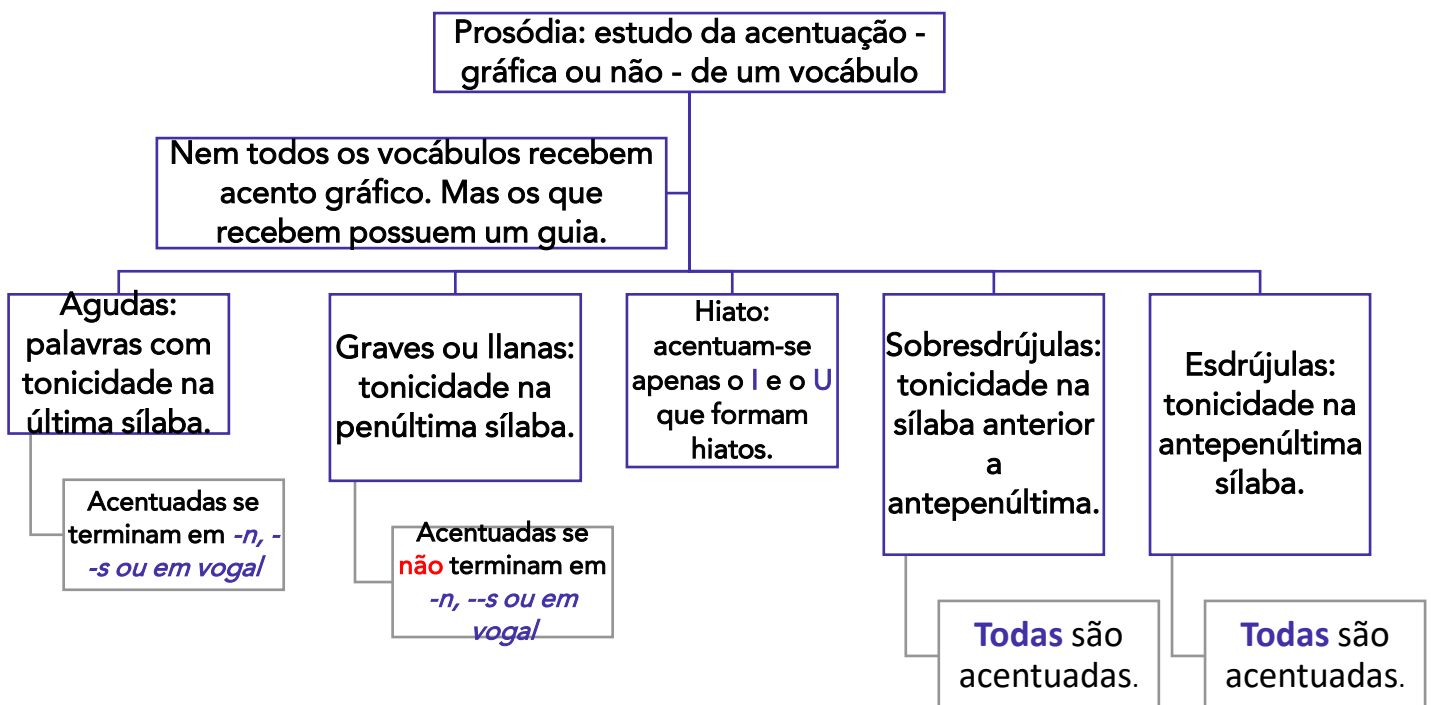 Prosódia: estudo da acentuação -
gráfica ou não - de um vocábulo
Nem todos os vocábulos recebem
acento gráfico. Mas os que
recebem possuem um guia.
Agudas:
palavras com
tonicidade na
última sílaba.
Acentuadas se
terminam em -n, -
-s ou em vogal
Graves ou llanas:
tonicidade na
penúltima sílaba.
Acentuadas se
não terminam em
-n, --s ou em
vogal
Hiato:
acentuam-se
apenas o I e o U
que formam
hiatos.
Sobresdrújulas:
tonicidade na
sílaba anterior
a
antepenúltima.
Todas são
acentuadas.
Esdrújulas:
tonicidade na
antepenúltima
sílaba.
Todas são
acentuadas.